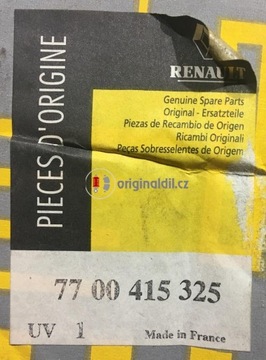 RENAULT
PIECES D'ORIGINE
Genuine Spare Parts
Original - Ersatzteile
Piezas de Recambio de Origen
Ricambi Originali
Peças Sobresselentes de Origem
originaldil.cz
77 00 415 325
UV 1 Made in France